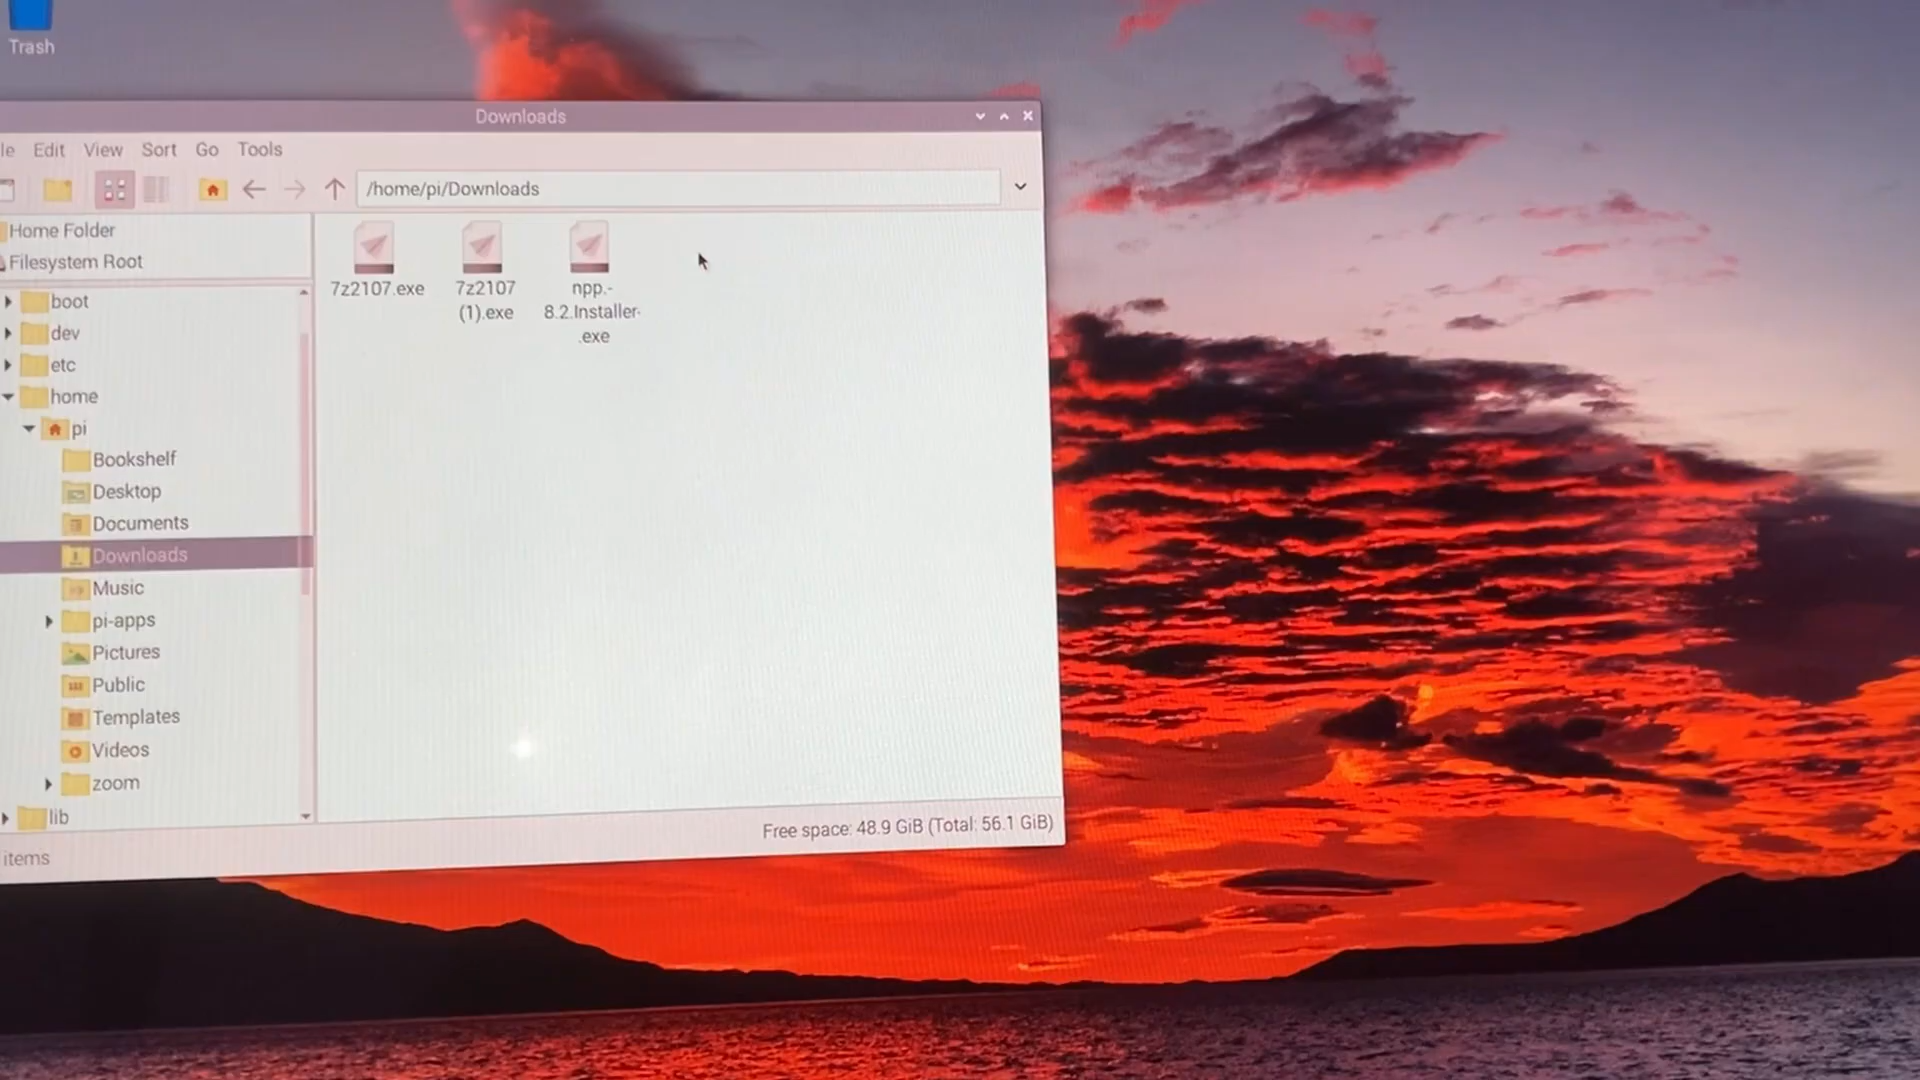 Trash
Downloads
le Edit View Sort Go Tools
/home/pi/Downloads
Home Folder
Filesystem Root
boot
dev
etc
home
pi
Bookshelf
Desktop
Documents
Downloads
Music
pi-apps
Pictures
Public
Templates
Videos
zoom
lib
7z2107.exe
7z2107
(1).exe
npp.-
8.2.Installer-
.exe
items
Free space: 48.9 GiB (Total: 56.1 GiB)